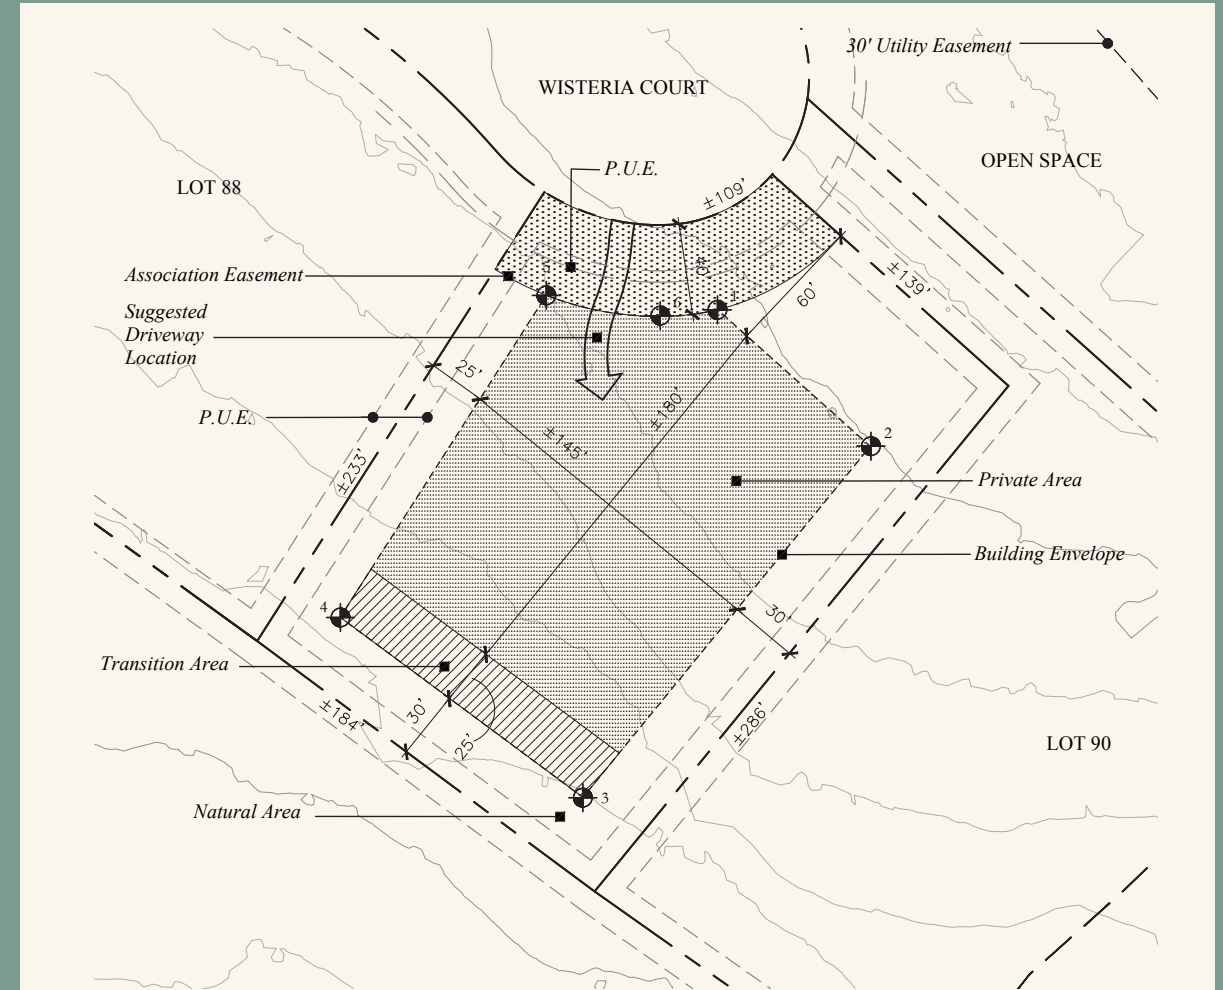 30' Utility Easement
WISTERIA COURT
OPEN SPACE
P.U.E.
LOT 88
±109'
Association Easement
5
40'
±139'
60'
1
6
Suggested
Driveway
Location
25'
±180'
P.U.E.
±145'
2
±233'
Private Area
Building Envelope
4
30'
Transition Area
±184'
30'
25'
±286'
LOT 90
3
Natural Area